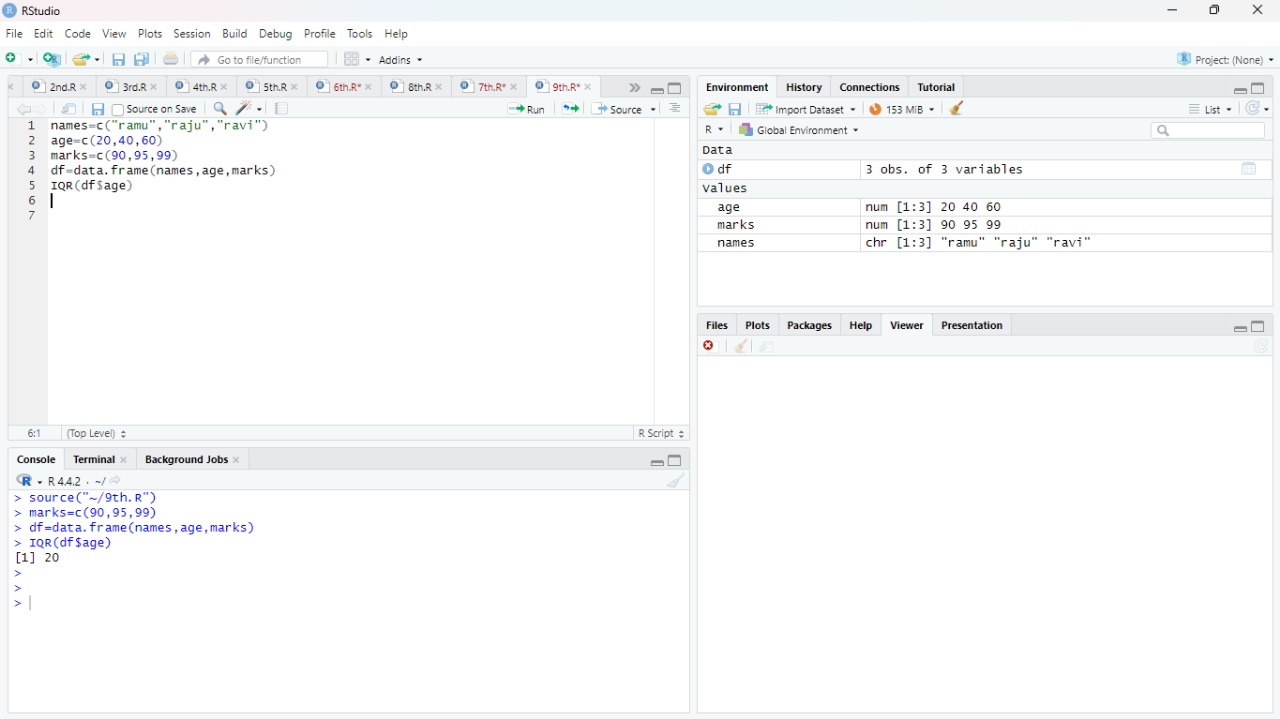 RStudio
File Edit Code View Plots Session Build Debug Profile Tools Help
Go to file/function Addins Project: (None)
2nd.R 3rd.R 4th.R 5th.R 6th.R* 8th.R 7th.R* 9th.R*
Source on Save Run Source
1 names=c("ramu","raju","ravi")
2 age=c(20,40,60)
3 marks=c(90,95,99)
4 df=data.frame(names,age,marks)
5 IQR(df$age)
6
7
6:1 (Top Level) R Script
Console Terminal Background Jobs
R 4.4.2 · ~/
> source("~/9th.R")
> marks=c(90,95,99)
> df=data.frame(names,age,marks)
> IQR(df$age)
[1] 20
>
>
>
Environment History Connections Tutorial
Import Dataset 153 MiB List
R Global Environment
Data
df 3 obs. of 3 variables
Values
age num [1:3] 20 40 60
marks num [1:3] 90 95 99
names chr [1:3] "ramu" "raju" "ravi"
Files Plots Packages Help Viewer Presentation